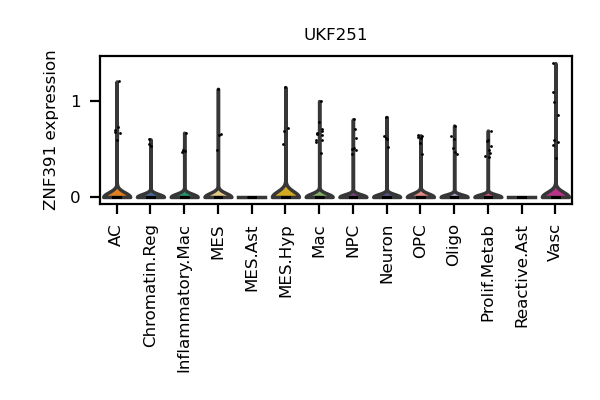 UKF251
ZNF391 expression
1
0
AC
Chromatin.Reg
Inflammatory.Mac
MES
MES.Ast
MES.Hyp
Mac
NPC
Neuron
OPC
Oligo
Prolif.Metab
Reactive.Ast
Vasc